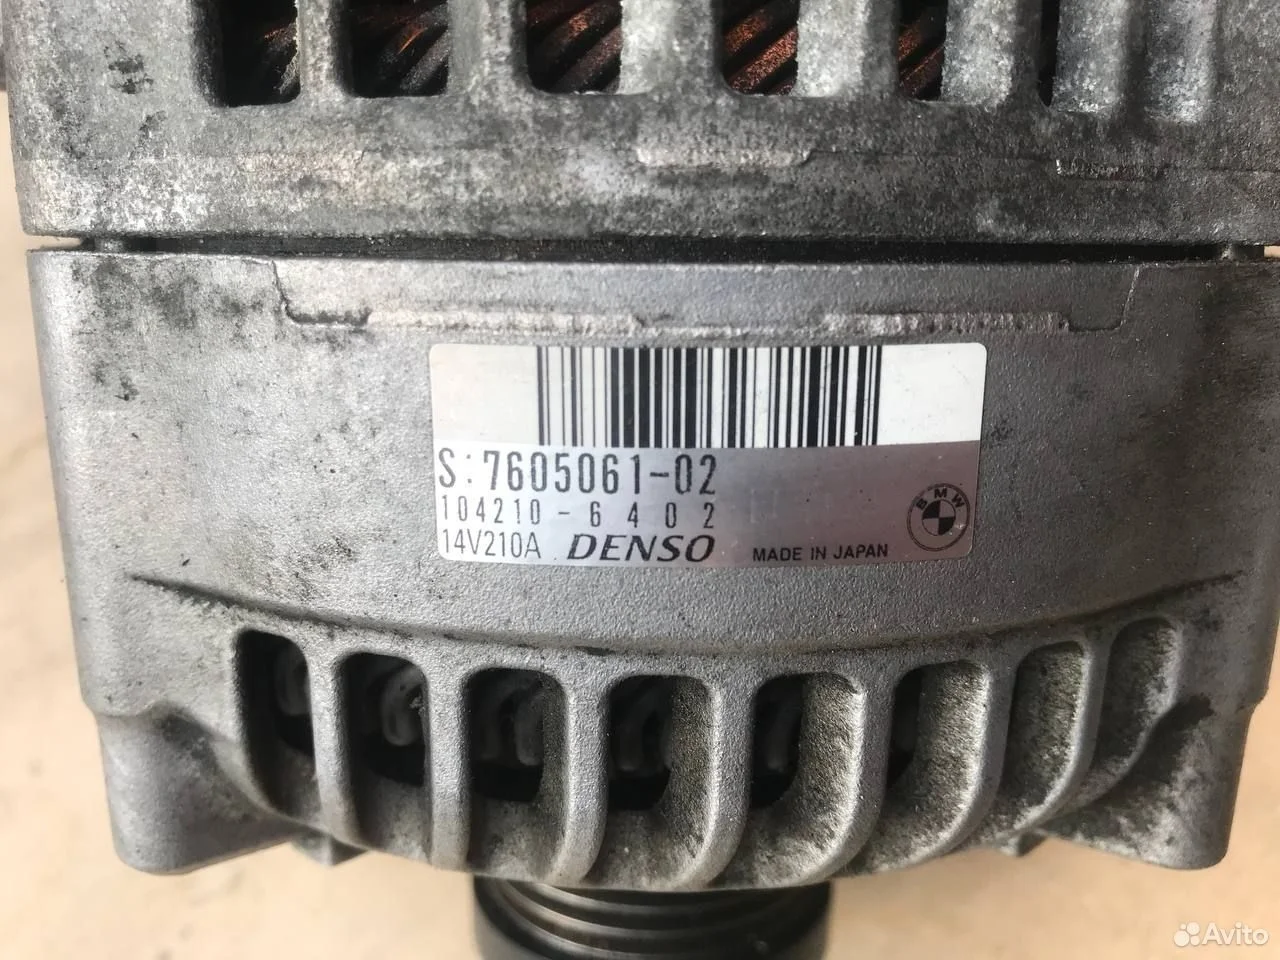 S:7605061-02
104210-6402
14V210A DENSO MADE IN JAPAN
BMW
Avito